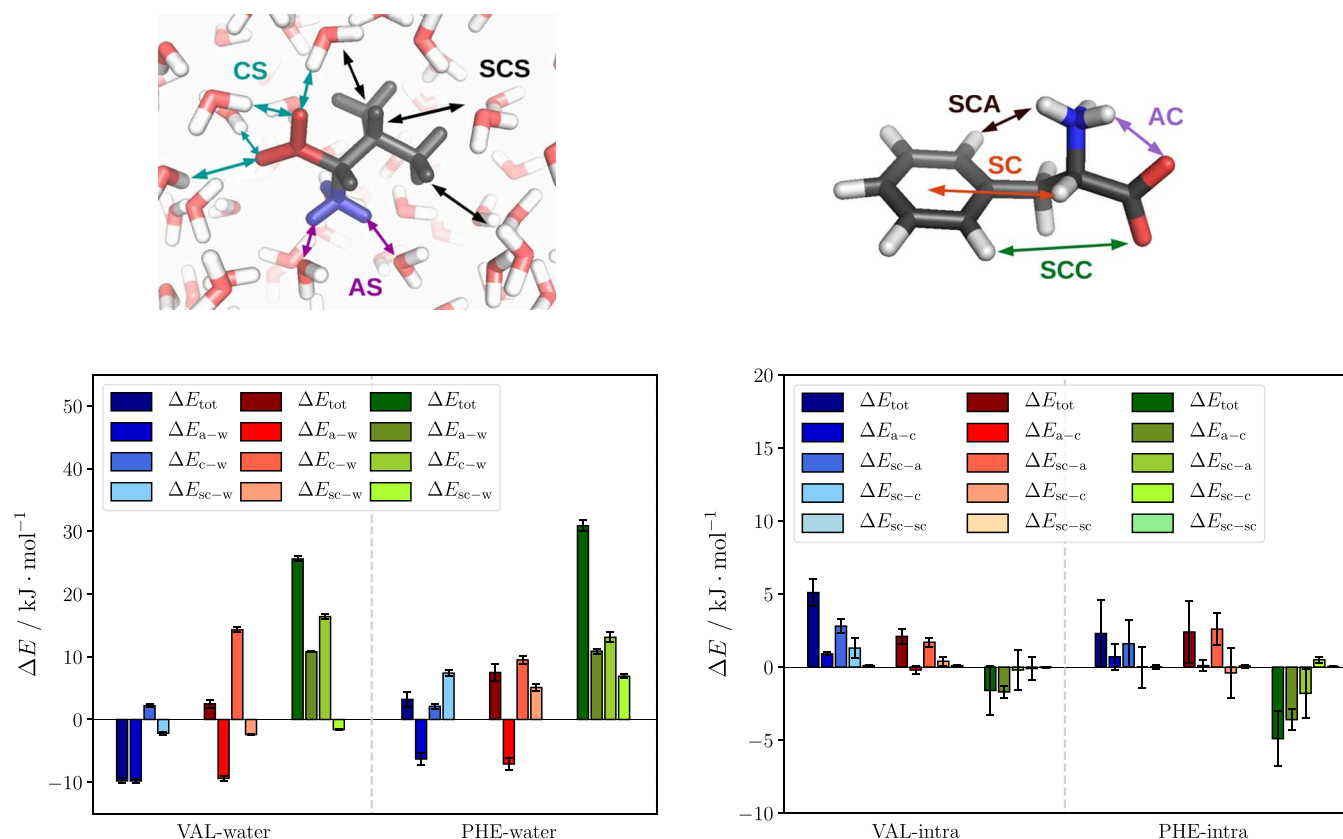 CS
SCS
AS
SCA
AC
SC
SCC
ΔE / kJ · mol⁻¹
50
40
30
20
10
0
−10
ΔE_tot ΔE_tot ΔE_tot
ΔE_a−w ΔE_a−w ΔE_a−w
ΔE_c−w ΔE_c−w ΔE_c−w
ΔE_sc−w ΔE_sc−w ΔE_sc−w
VAL-water PHE-water
ΔE / kJ · mol⁻¹
20
15
10
5
0
−5
−10
ΔE_tot ΔE_tot ΔE_tot
ΔE_a−c ΔE_a−c ΔE_a−c
ΔE_sc−a ΔE_sc−a ΔE_sc−a
ΔE_sc−c ΔE_sc−c ΔE_sc−c
ΔE_sc−sc ΔE_sc−sc ΔE_sc−sc
VAL-intra PHE-intra